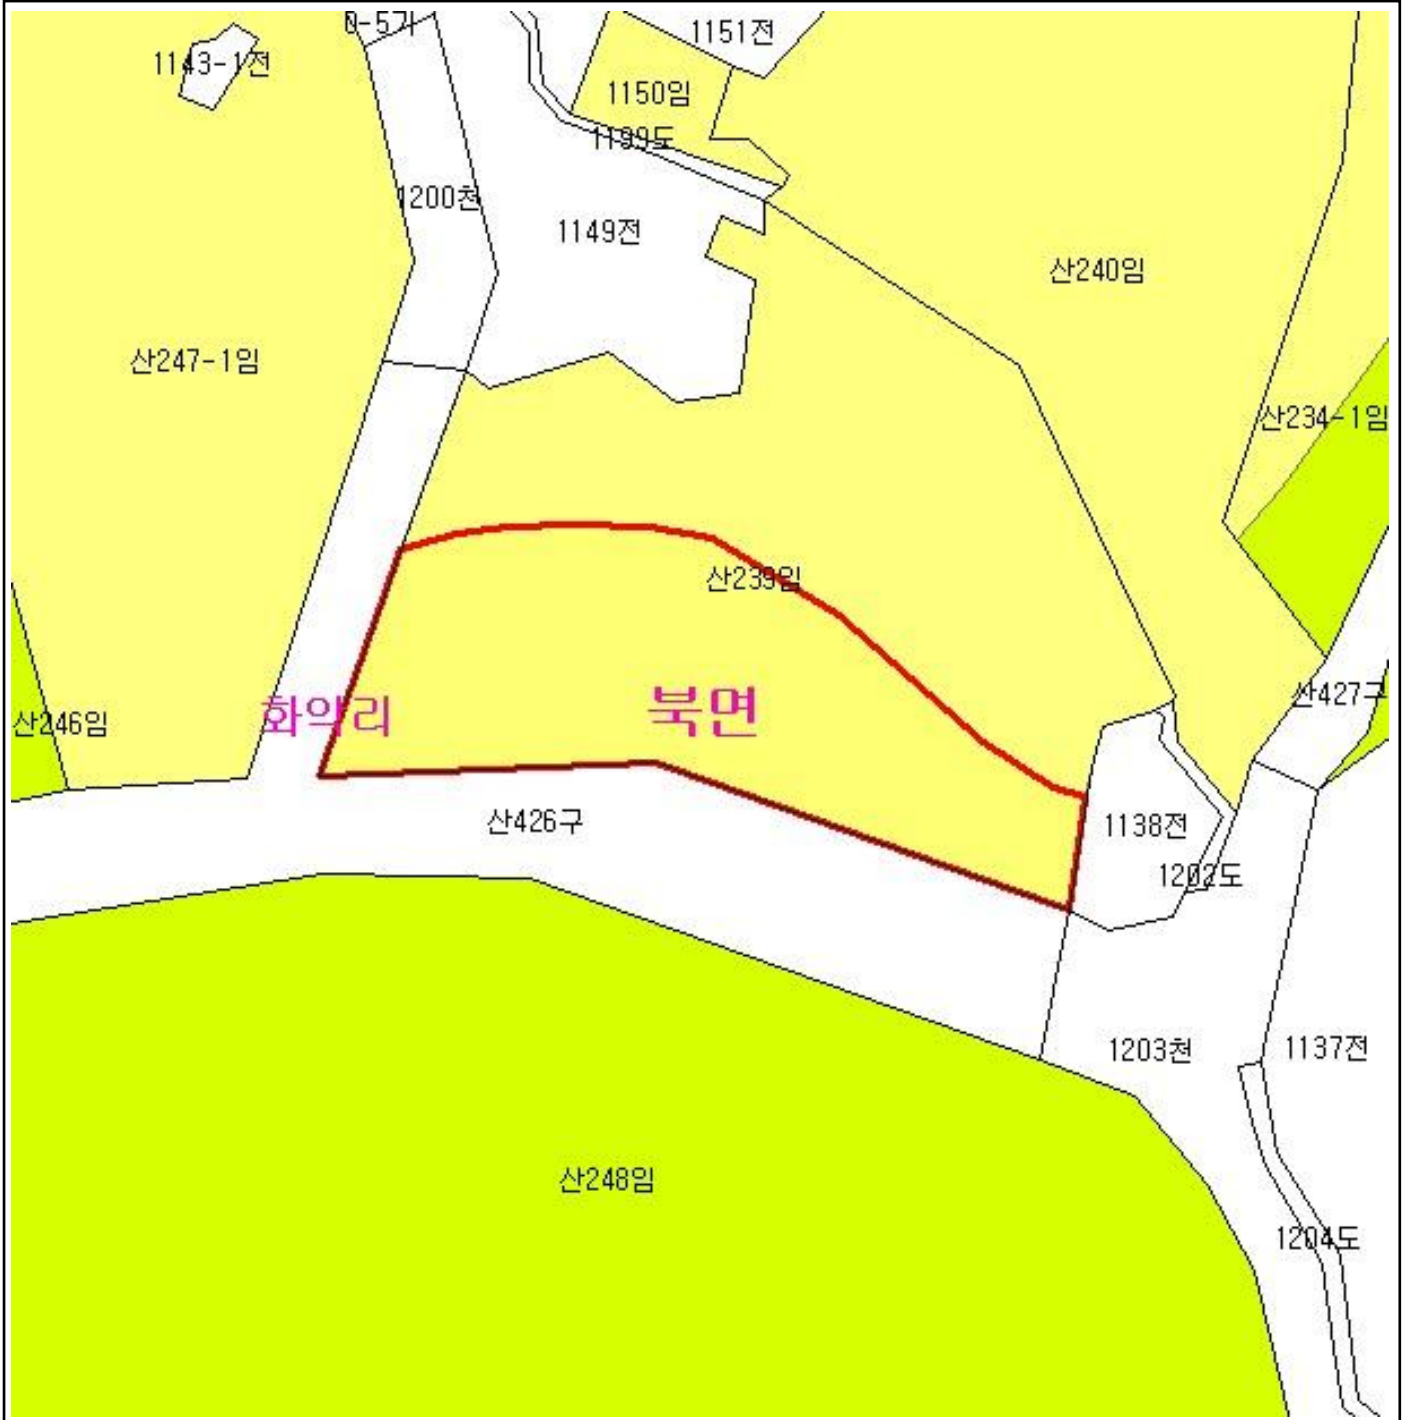 1151전
1143-1전
1150임
1199도
1200천
1149전
산240임
산247-1임
산234-1임
산239임
산427구
화악리
북면
산246임
산426구
1138전
1202도
1203천
1137전
산248임
1204도